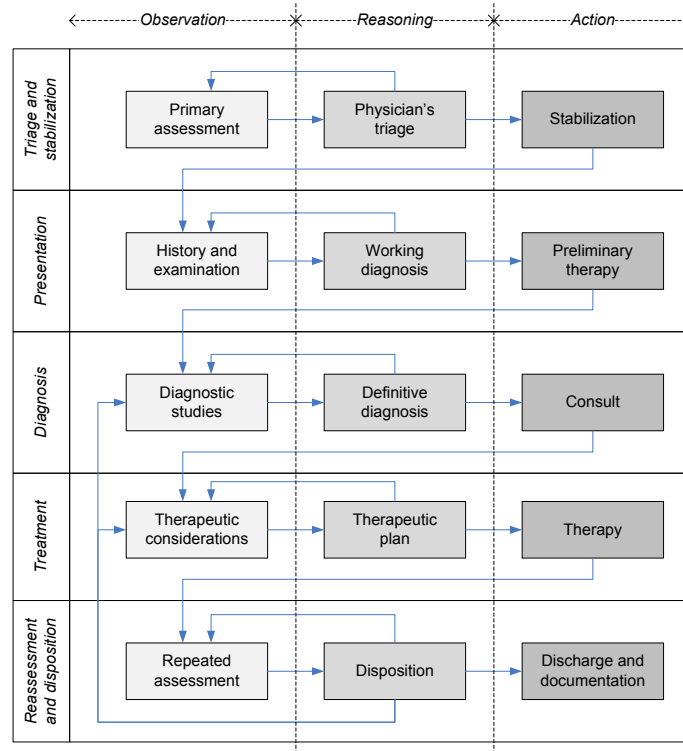 Observation
Reasoning
Action
Triage and
stabilization
Primary
assessment
Physician's
triage
Stabilization
Presentation
History and
examination
Working
diagnosis
Preliminary
therapy
Diagnosis
Diagnostic
studies
Definitive
diagnosis
Consult
Treatment
Therapeutic
considerations
Therapeutic
plan
Therapy
Reassessment
and disposition
Repeated
assessment
Disposition
Discharge and
documentation